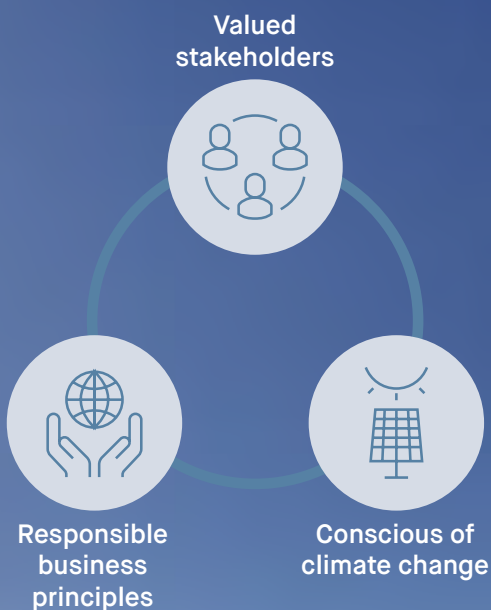 Valued
stakeholders
Responsible
business
principles
Conscious of
climate change